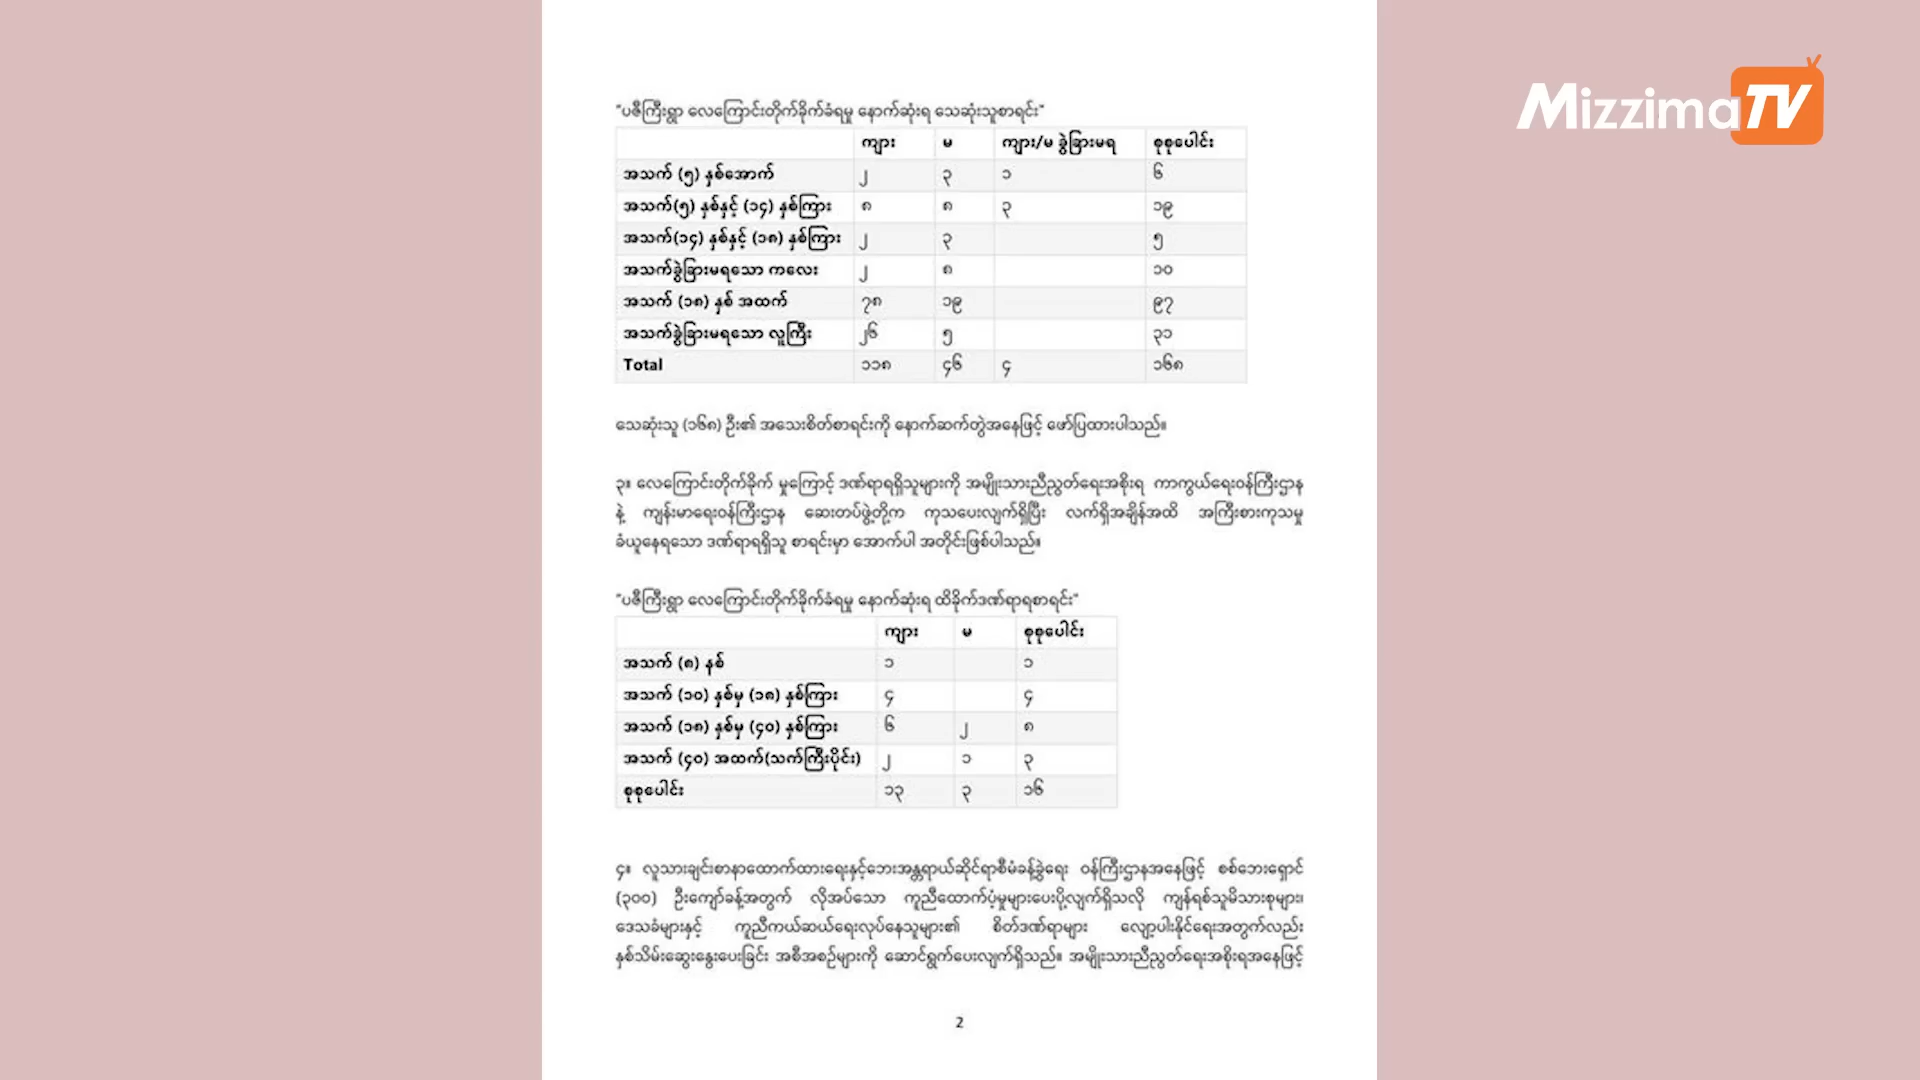 Mizzima TV
"ပဇီကြီးရွာ လေကြောင်းတိုက်ခိုက်ခံရမှု နောက်ဆုံးရ သေဆုံးသူစာရင်း"
ကျား မ ကျား/မ ခွဲခြားမရ စုစုပေါင်း
အသက် (၅) နှစ်အောက် ၂ ၃ ၁ ၆
အသက်(၅) နှစ်နှင့် (၁၄) နှစ်ကြား ၈ ၈ ၃ ၁၉
အသက်(၁၄) နှစ်နှင့် (၁၈) နှစ်ကြား ၂ ၃ ၅
အသက်ခွဲခြားမရသော ကလေး ၂ ၈ ၁၀
အသက် (၁၈) နှစ် အထက် ၇၈ ၁၉ ၉၇
အသက်ခွဲခြားမရသော လူကြီး ၂၆ ၅ ၃၁
Total ၁၁၈ ၄၆ ၄ ၁၆၈
သေဆုံးသူ (၁၆၈) ဦး၏ အသေးစိတ်စာရင်းကို နောက်ဆက်တွဲအနေဖြင့် ဖော်ပြထားပါသည်။
၃။ လေကြောင်းတိုက်ခိုက် မှုကြောင့် ဒဏ်ရာရရှိသူများကို အမျိုးသားညီညွတ်ရေးအစိုးရ ကာကွယ်ရေးဝန်ကြီးဌာန
နဲ့ ကျန်းမာရေးဝန်ကြီးဌာန ဆေးတပ်ဖွဲ့တို့က ကုသပေးလျက်ရှိပြီး လက်ရှိအချိန်အထိ အကြီးစားကုသမှု
ခံယူနေရသော ဒဏ်ရာရရှိသူ စာရင်းမှာ အောက်ပါ အတိုင်းဖြစ်ပါသည်။
"ပဇီကြီးရွာ လေကြောင်းတိုက်ခိုက်ခံရမှု နောက်ဆုံးရ ထိခိုက်ဒဏ်ရာရစာရင်း"
ကျား မ စုစုပေါင်း
အသက် (၈) နစ် ၁ ၁
အသက် (၁၀) နှစ်မှ (၁၈) နှစ်ကြား ၄ ၄
အသက် (၁၈) နှစ်မှ (၄၀) နှစ်ကြား ၆ ၂ ၈
အသက် (၄၀) အထက်(သက်ကြီးပိုင်း) ၂ ၁ ၃
စုစုပေါင်း ၁၃ ၃ ၁၆
၄။ လူသားချင်းစာနာထောက်ထားရေးနှင့်ဘေးအန္တရာယ်ဆိုင်ရာစီမံခန့်ခွဲရေး ဝန်ကြီးဌာနအနေဖြင့် စစ်ဘေးရှောင်
(၃၀၀) ဦးကျော်ခန့်အတွက် လိုအပ်သော ကူညီထောက်ပံ့မှုများပေးပို့လျက်ရှိသလို ကျန်ရစ်သူမိသားစုများ၊
ဒေသခံများနှင့် ကူညီကယ်ဆယ်ရေးလုပ်နေသူများ၏ စိတ်ဒဏ်ရာများ လျော့ပါးနိုင်ရေးအတွက်လည်း
နှစ်သိမ်းဆွေးနွေးပေးခြင်း အစီအစဉ်များကို ဆောင်ရွက်ပေးလျက်ရှိသည်။ အမျိုးသားညီညွတ်ရေးအစိုးရအနေဖြင့်
2